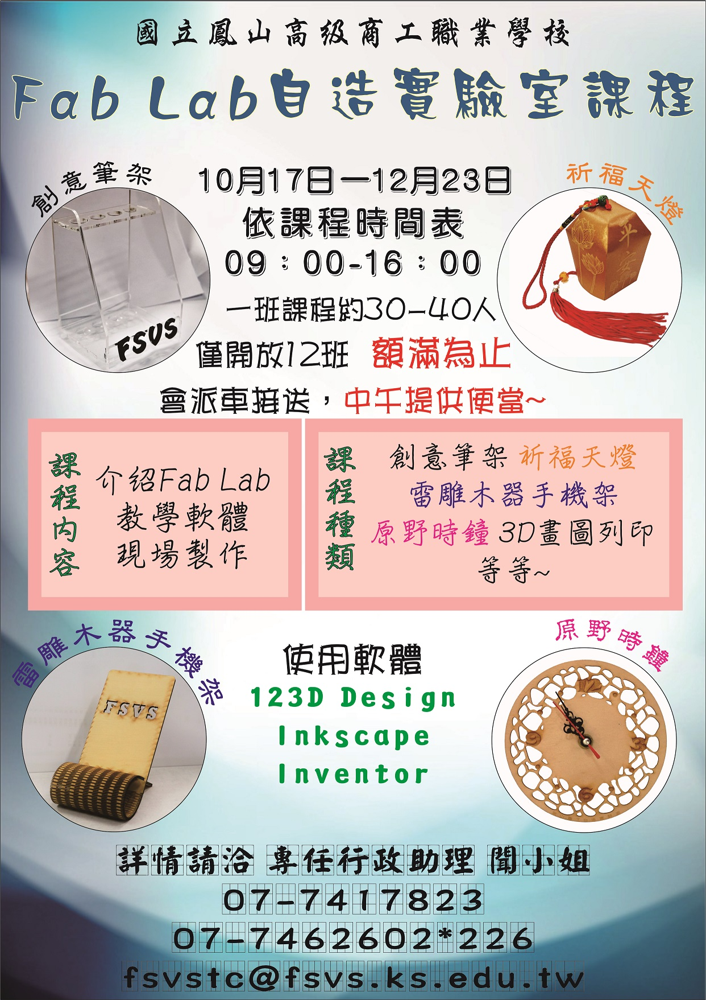 國立鳳山高級商工職業學校
Fab Lab自造實驗室課程
創意筆架
祈福天燈
10月17日—12月23日
依課程時間表
09：00-16：00
一班課程約30-40人
僅開放12班 額滿為止
會派車接送，中午提供便當~
FSVS
平安
課程內容
介紹Fab Lab
教學軟體
現場製作
課程種類
創意筆架 祈福天燈
雷雕木器手機架
原野時鐘 3D畫圖列印
等等~
雷雕木器手機架
原野時鐘
FSVS
9 3 6
使用軟體
123D Design
Inkscape
Inventor
詳情請洽 專任行政助理 聞小姐
07-7417823
07-7462602*226
fsvstc@fsvs.ks.edu.tw